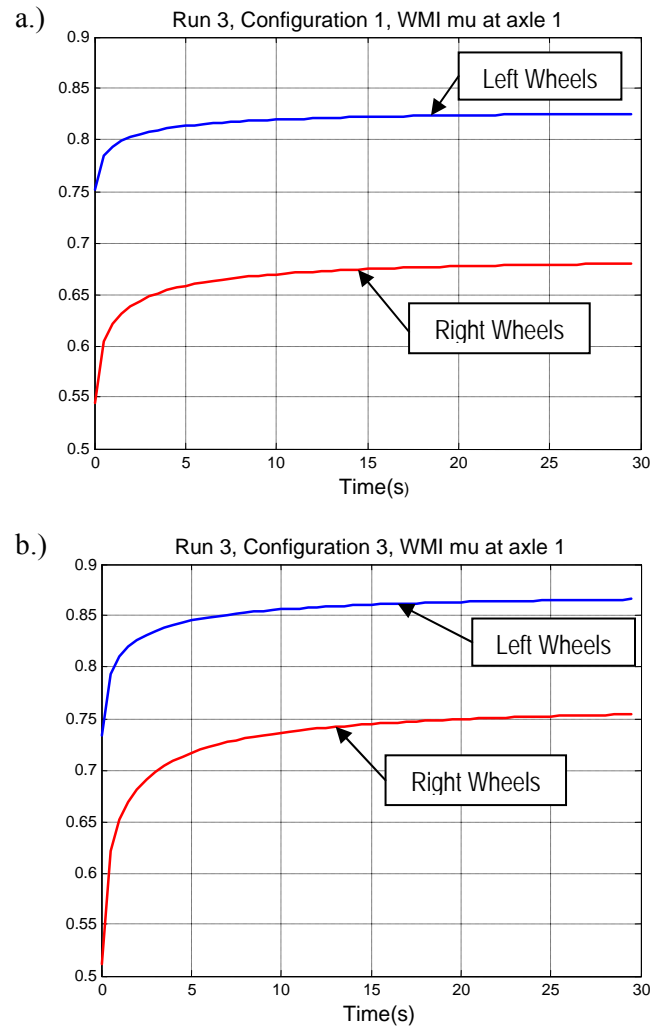 a.)
Run 3, Configuration 1, WMI mu at axle 1
0.9
0.85
0.8
0.75
0.7
0.65
0.6
0.55
0.5
Left Wheels
Right Wheels
0 5 10 15 20 25 30
Time(s)
b.)
Run 3, Configuration 3, WMI mu at axle 1
0.9
0.85
0.8
0.75
0.7
0.65
0.6
0.55
0.5
Left Wheels
Right Wheels
0 5 10 15 20 25 30
Time(s)